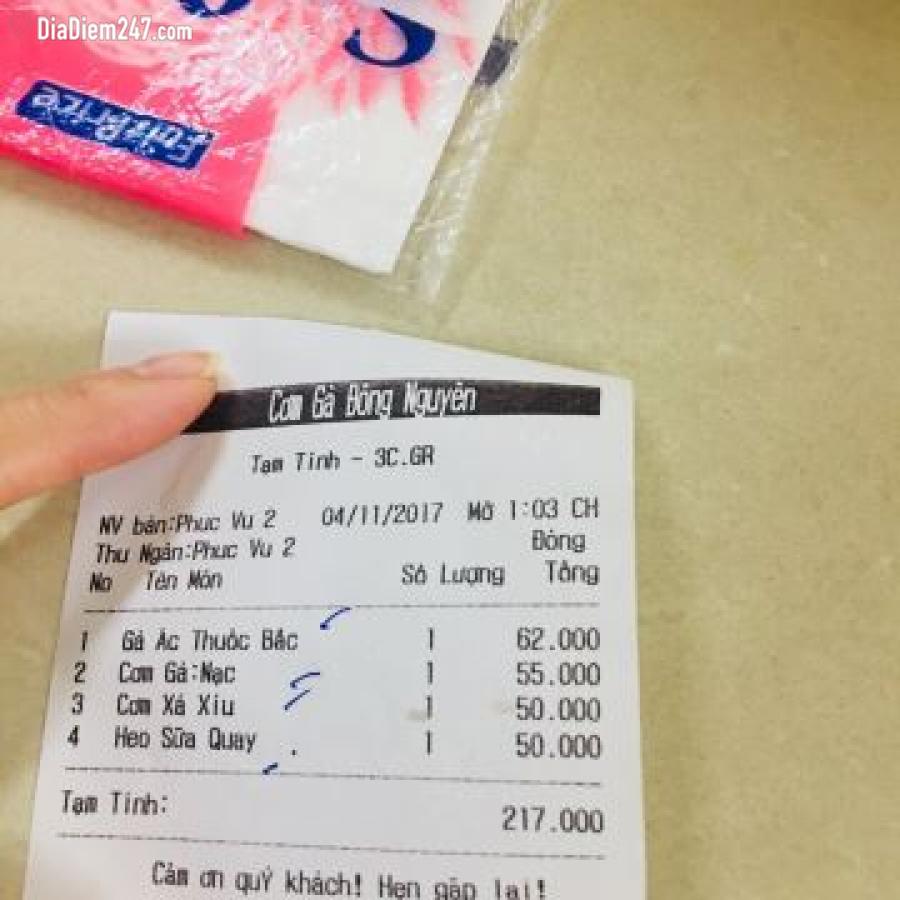 DiaDiem247.com
FairPrice
Cơm Gà Đông Nguyên
Tạm Tính - 3C.GR
NV bán:Phuc Vu 2 04/11/2017 Mở 1:03 CH
Thu Ngân:Phuc Vu 2 Đóng
No Tên Món Số Lượng Tổng
1 Gà Ác Thuốc Bắc 1 62.000
2 Cơm Gà:Nạc 1 55.000
3 Cơm Xá Xíu 1 50.000
4 Heo Sữa Quay 1 50.000
Tạm Tính: 217.000
Cảm ơn quý khách! Hẹn gặp lại!